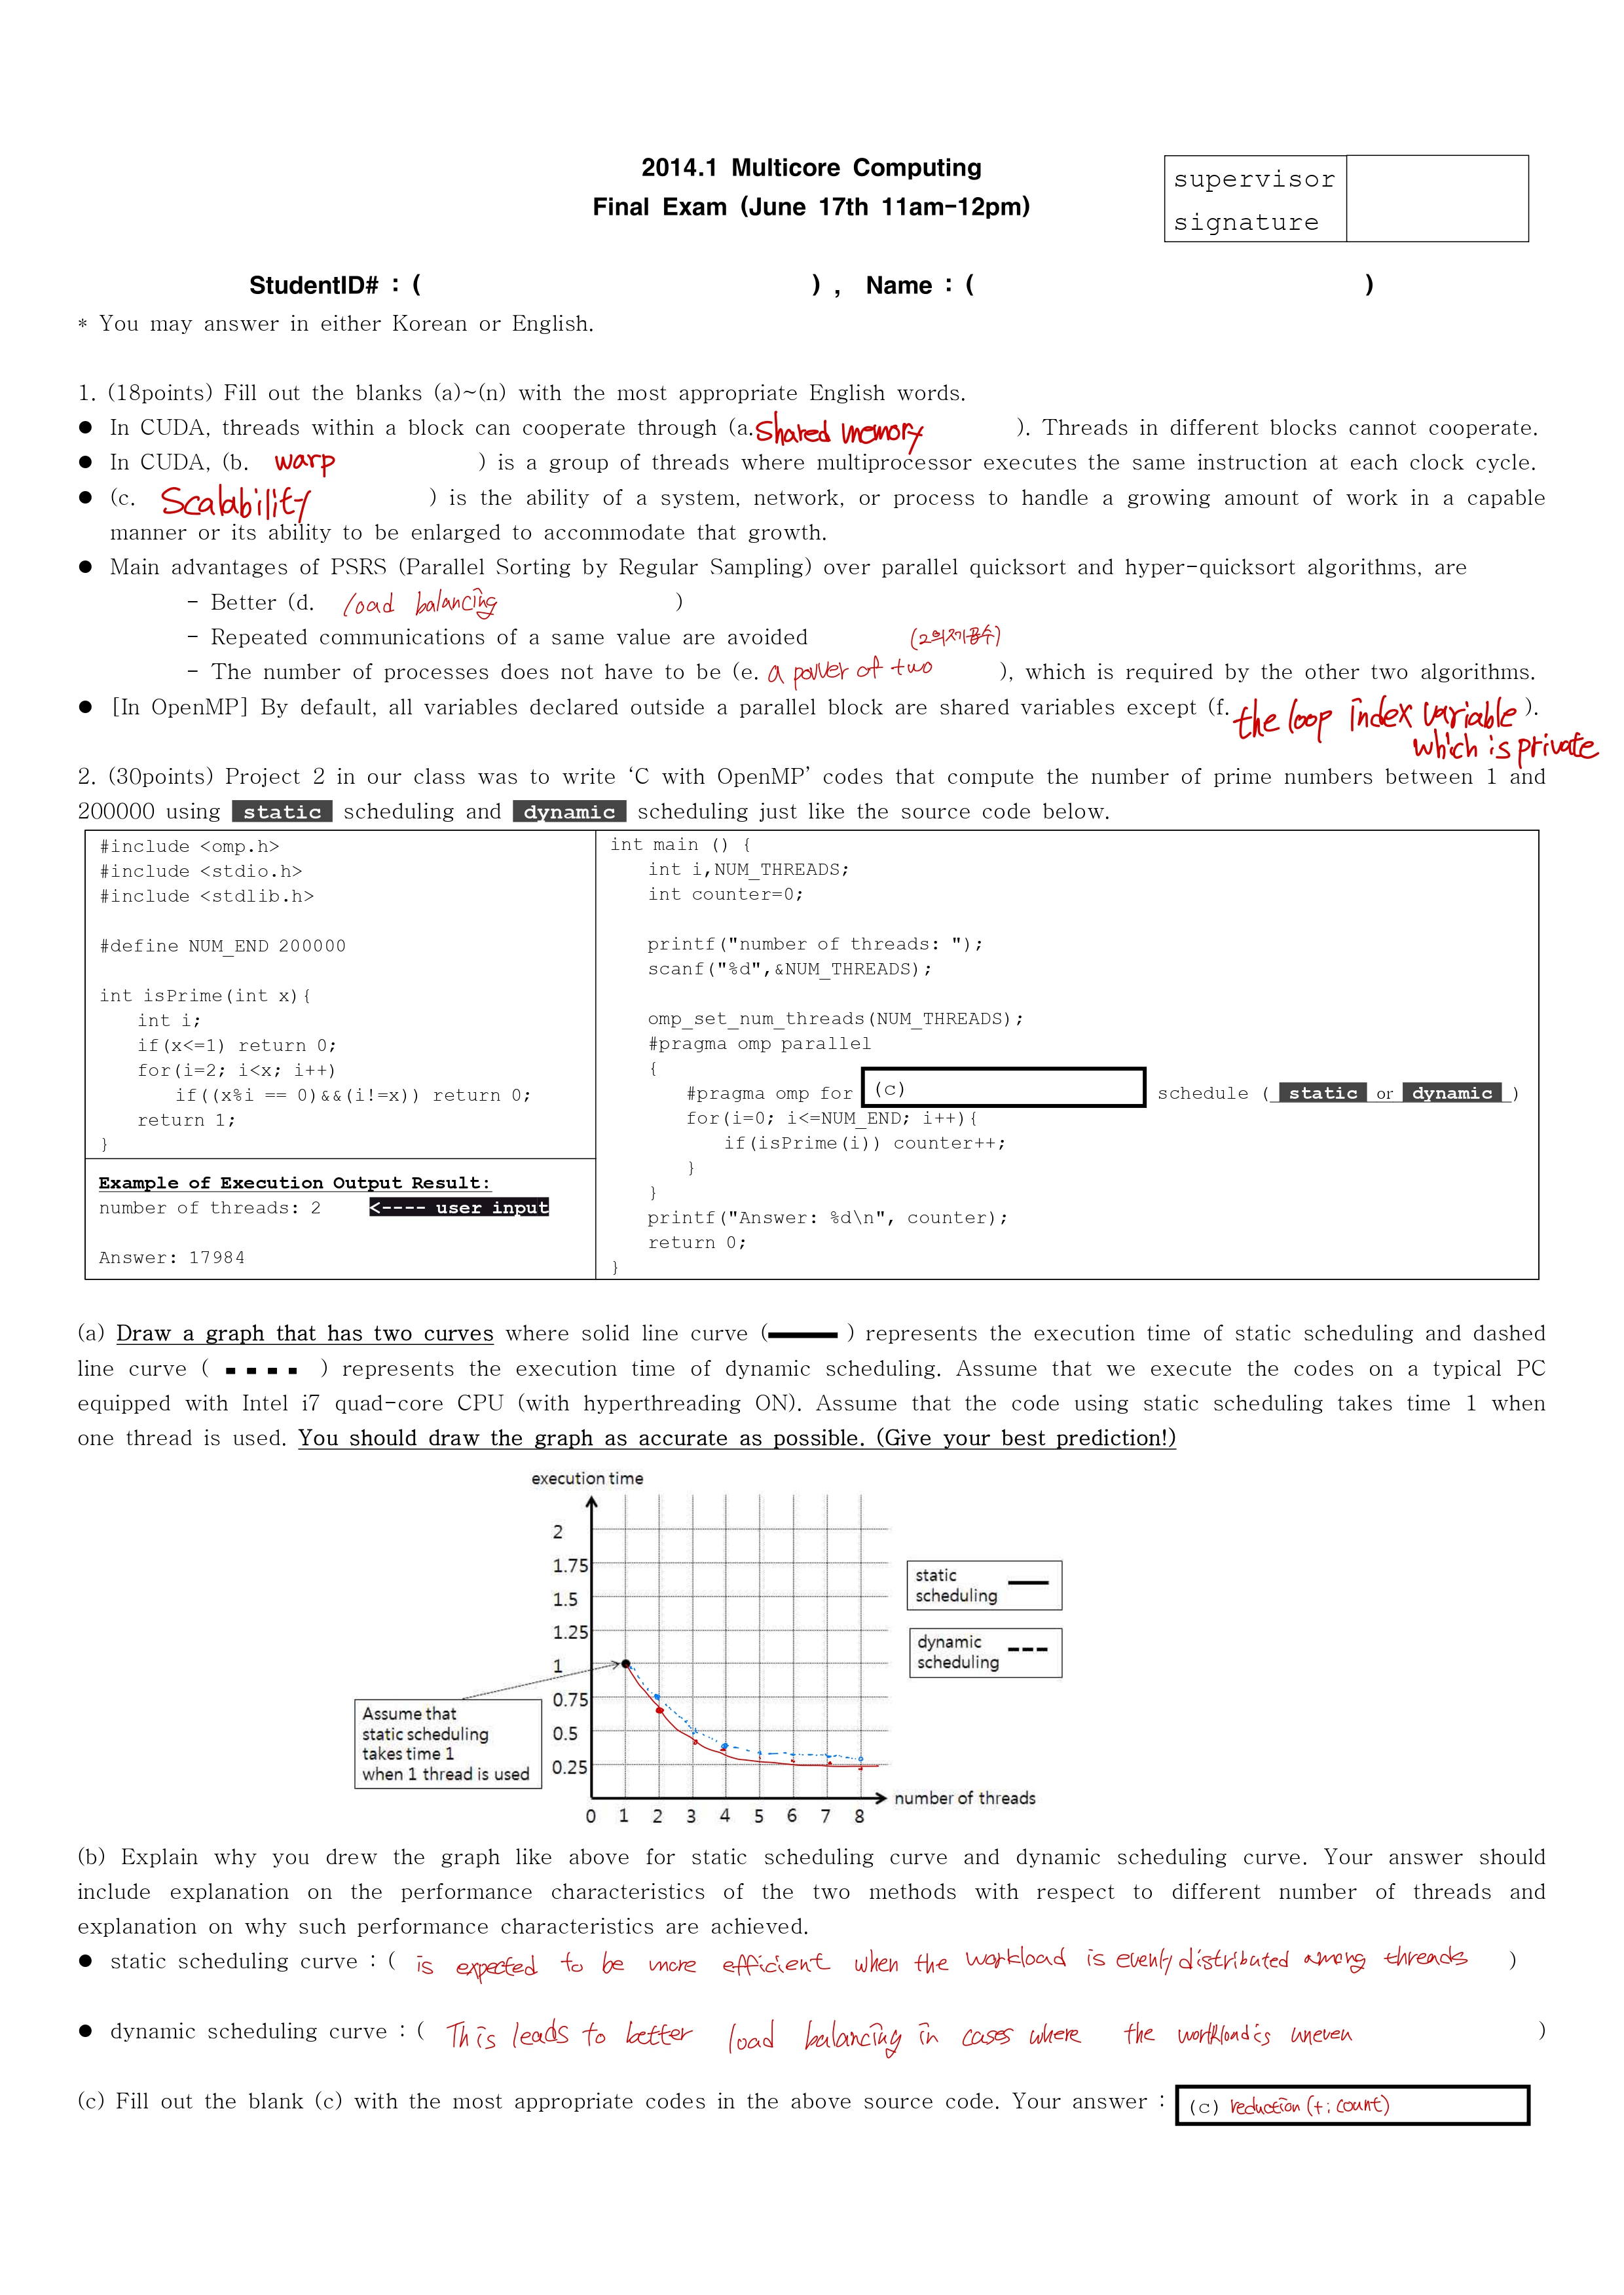 2014.1 Multicore Computing
Final Exam (June 17th 11am-12pm)
supervisor
signature
StudentID# : ( ) , Name : ( )
* You may answer in either Korean or English.
1. (18points) Fill out the blanks (a)~(n) with the most appropriate English words.
● In CUDA, threads within a block can cooperate through (a. Shared memory ). Threads in different blocks cannot cooperate.
● In CUDA, (b. warp ) is a group of threads where multiprocessor executes the same instruction at each clock cycle.
● (c. Scalability ) is the ability of a system, network, or process to handle a growing amount of work in a capable
manner or its ability to be enlarged to accommodate that growth.
● Main advantages of PSRS (Parallel Sorting by Regular Sampling) over parallel quicksort and hyper-quicksort algorithms, are
- Better (d. load balancing )
- Repeated communications of a same value are avoided
(2의제곱수)
- The number of processes does not have to be (e. a power of two ), which is required by the other two algorithms.
● [In OpenMP] By default, all variables declared outside a parallel block are shared variables except (f. the loop index variable ).
which is private
2. (30points) Project 2 in our class was to write ‘C with OpenMP’ codes that compute the number of prime numbers between 1 and
200000 using static scheduling and dynamic scheduling just like the source code below.
#include <omp.h>
#include <stdio.h>
#include <stdlib.h>
#define NUM_END 200000
int isPrime(int x){
int i;
if(x<=1) return 0;
for(i=2; i<x; i++)
if((x%i == 0)&&(i!=x)) return 0;
return 1;
}
Example of Execution Output Result:
number of threads: 2 <---- user input
Answer: 17984
int main () {
int i,NUM_THREADS;
int counter=0;
printf("number of threads: ");
scanf("%d",&NUM_THREADS);
omp_set_num_threads(NUM_THREADS);
#pragma omp parallel
{
#pragma omp for (c) schedule ( static or dynamic )
for(i=0; i<=NUM_END; i++){
if(isPrime(i)) counter++;
}
}
printf("Answer: %d\n", counter);
return 0;
}
(a) Draw a graph that has two curves where solid line curve ( ) represents the execution time of static scheduling and dashed
line curve ( ) represents the execution time of dynamic scheduling. Assume that we execute the codes on a typical PC
equipped with Intel i7 quad-core CPU (with hyperthreading ON). Assume that the code using static scheduling takes time 1 when
one thread is used. You should draw the graph as accurate as possible. (Give your best prediction!)
execution time
2
1.75
1.5
1.25
1
0.75
0.5
0.25
0 1 2 3 4 5 6 7 8
number of threads
static
scheduling
dynamic
scheduling
Assume that
static scheduling
takes time 1
when 1 thread is used
(b) Explain why you drew the graph like above for static scheduling curve and dynamic scheduling curve. Your answer should
include explanation on the performance characteristics of the two methods with respect to different number of threads and
explanation on why such performance characteristics are achieved.
● static scheduling curve : ( is expected to be more efficient when the workload is evenly distributed among threads )
● dynamic scheduling curve : ( This leads to better load balancing in cases where the workload is uneven )
(c) Fill out the blank (c) with the most appropriate codes in the above source code. Your answer : (c) reduction(+:count)